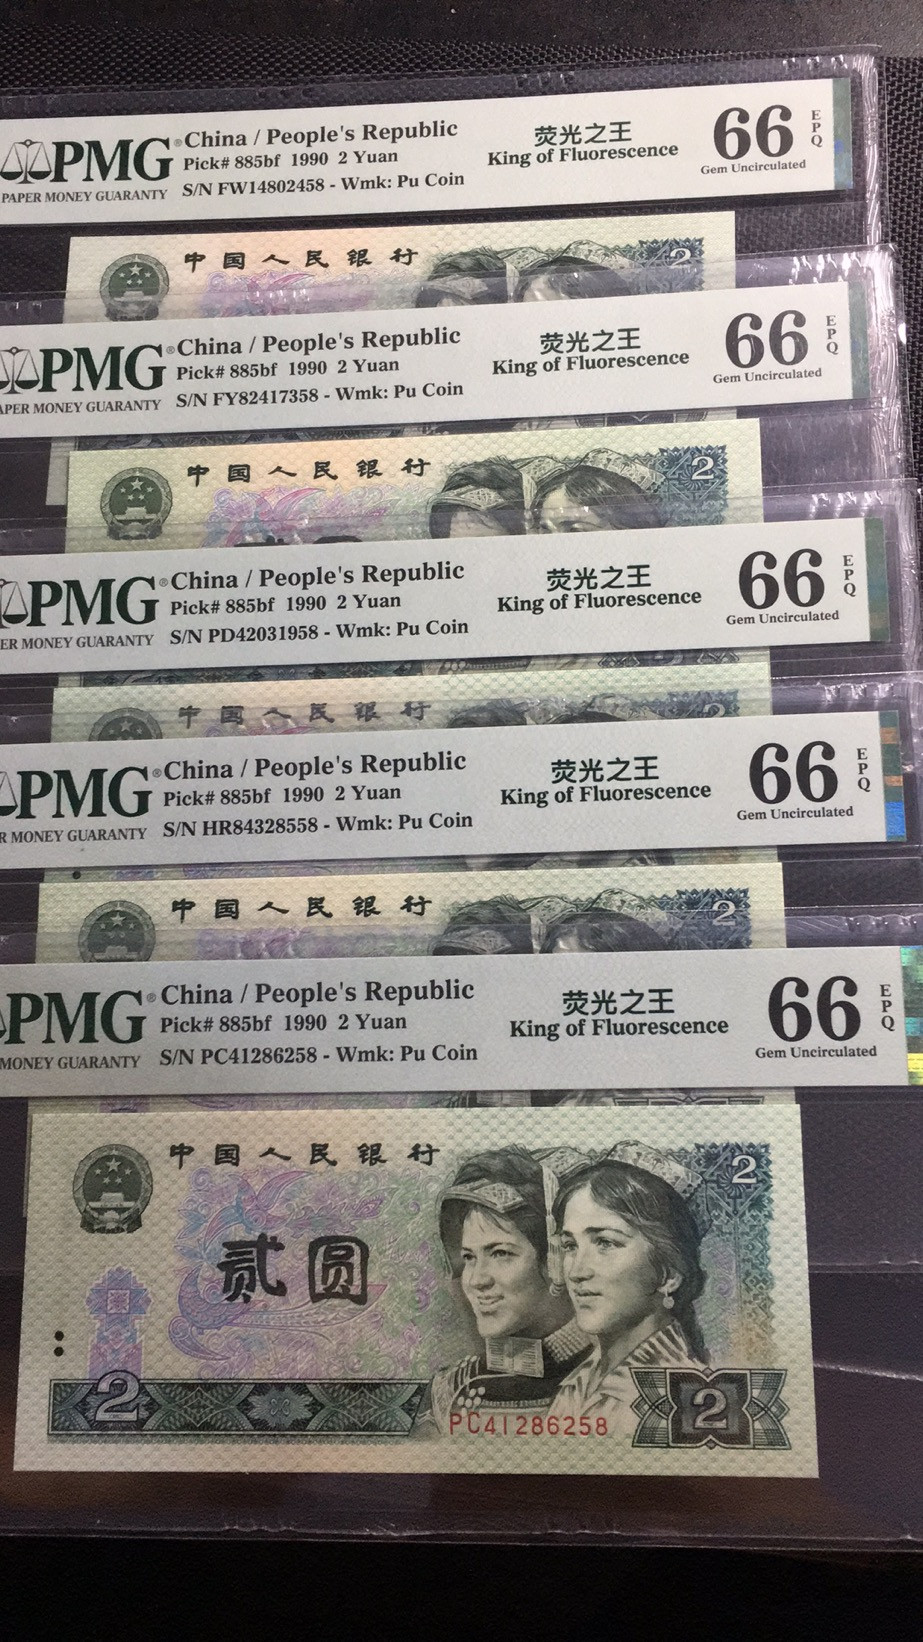 PMG® China / People's Republic 荧光之王 66 EPQ
Pick# 885bf 1990 2 Yuan King of Fluorescence Gem Uncirculated
PAPER MONEY GUARANTY S/N FW14802458 - Wmk: Pu Coin
中国人民银行 2
PMG® China / People's Republic 荧光之王 66 EPQ
Pick# 885bf 1990 2 Yuan King of Fluorescence Gem Uncirculated
APER MONEY GUARANTY S/N FY82417358 - Wmk: Pu Coin
中国人民银行 2
PMG® China / People's Republic 荧光之王 66 EPQ
Pick# 885bf 1990 2 Yuan King of Fluorescence Gem Uncirculated
ER MONEY GUARANTY S/N PD42031958 - Wmk: Pu Coin
中国人民银行 2
PMG® China / People's Republic 荧光之王 66 EPQ
Pick# 885bf 1990 2 Yuan King of Fluorescence Gem Uncirculated
R MONEY GUARANTY S/N HR84328558 - Wmk: Pu Coin
中国人民银行 2
PMG® China / People's Republic 荧光之王 66 EPQ
Pick# 885bf 1990 2 Yuan King of Fluorescence Gem Uncirculated
MONEY GUARANTY S/N PC41286258 - Wmk: Pu Coin
中国人民银行 2
贰圆
2 PC41286258 2